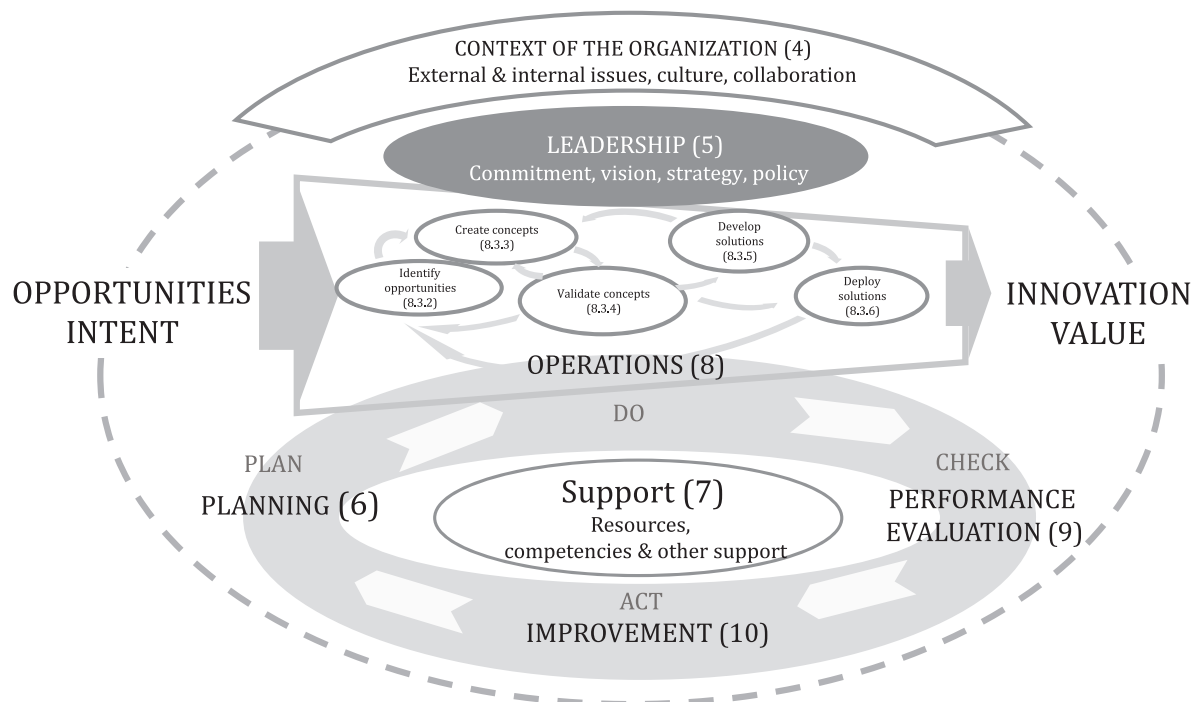 CONTEXT OF THE ORGANIZATION (4)
External & internal issues, culture, collaboration
LEADERSHIP (5)
Commitment, vision, strategy, policy
OPPORTUNITIES
INTENT
Create concepts
(8.3.3)
Identify
opportunities
(8.3.2)
Validate concepts
(8.3.4)
Develop
solutions
(8.3.5)
Deploy
solutions
(8.3.6)
INNOVATION
VALUE
OPERATIONS (8)
DO
PLAN
PLANNING (6)
CHECK
PERFORMANCE
EVALUATION (9)
Support (7)
Resources,
competencies & other support
ACT
IMPROVEMENT (10)